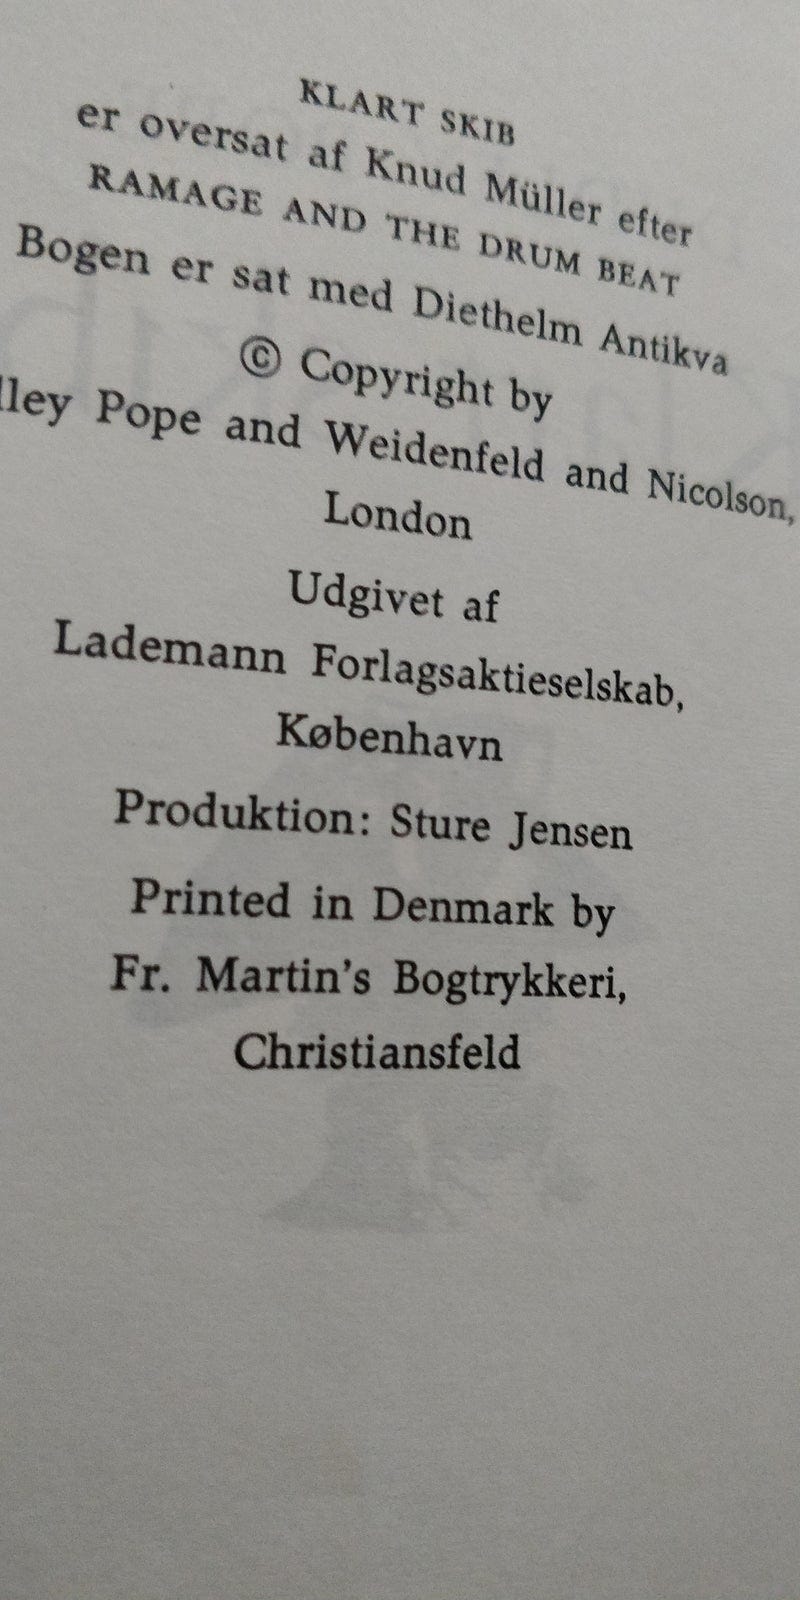 KLART SKIB
er oversat af Knud Müller efter
RAMAGE AND THE DRUM BEAT
Bogen er sat med Diethelm Antikva
© Copyright by
lley Pope and Weidenfeld and Nicolson,
London
Udgivet af
Lademann Forlagsaktieselskab,
København
Produktion: Sture Jensen
Printed in Denmark by
Fr. Martin's Bogtrykkeri,
Christiansfeld